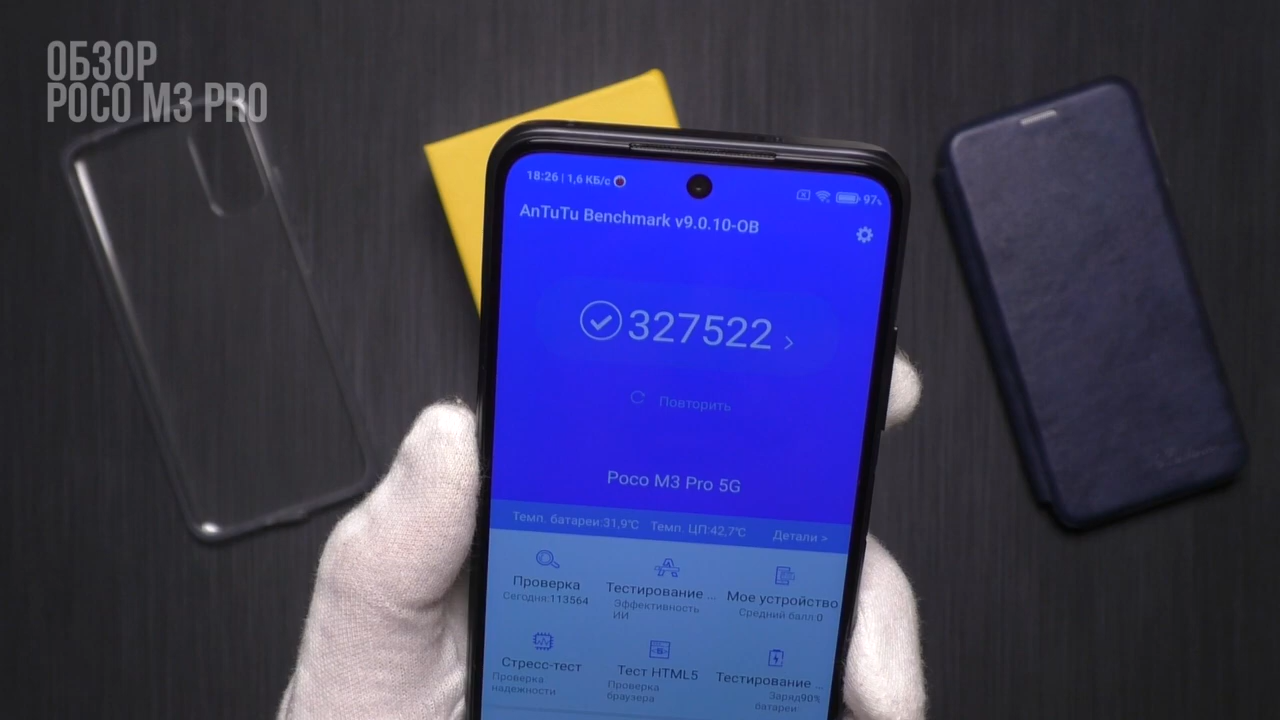 ОБЗОР
POCO M3 PRO
18:26 | 1,6 КБ/с
97%
AnTuTu Benchmark v9.0.10-OB
327522 >
Повторить
Poco M3 Pro 5G
Темп. батареи:31,9℃ Темп. ЦП:42,7℃ Детали >
Проверка
Сегодня:113564
Тестирование ...
Эффективность
ИИ
Мое устройство
Средний балл:0
Стресс-тест
Проверка
надежности
Тест HTML5
Проверка
браузера
Тестирование ...
Заряд90%
батареи